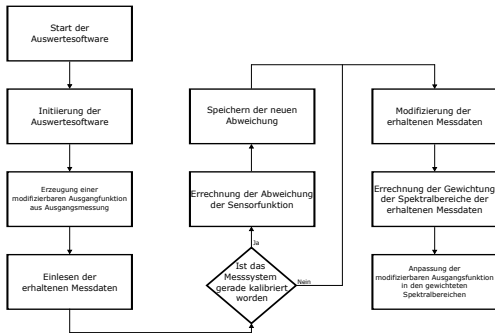 Start der
Auswertesoftware
Initiierung der
Auswertesoftware
Erzeugung einer
modifizierbaren Ausgangfunktion
aus Ausgangsmessung
Einlesen der
erhaltenen Messdaten
Speichern der neuen
Abweichung
Errechnung der Abweichung
der Sensorfunktion
Ja
Ist das
Messsystem
gerade kalibriert
worden
Nein
Modifizierung der
erhaltenen Messdaten
Errechnung der Gewichtung
der Spektralbereiche der
erhaltenen Messdaten
Anpassung der
modifizierbaren Ausgangsfunktion
in den gewichteten
Spektralbereichen